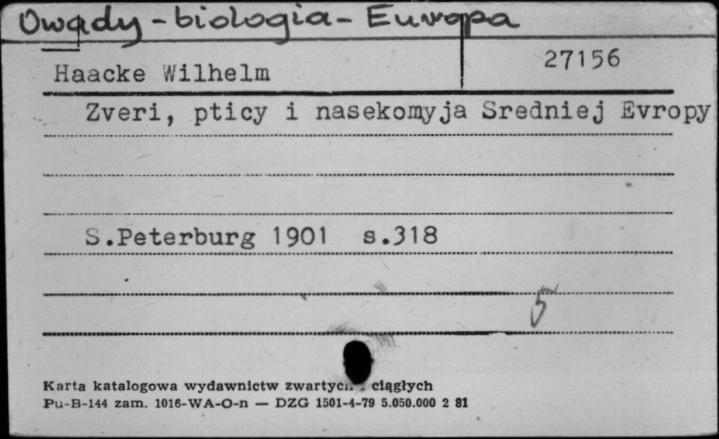 Owady - biologia - Europa
Haacke Wilhelm 27156
Zveri, pticy i nasekomyja Sredniej Evropy
S.Peterburg 1901 s.318
5
Karta katalogowa wydawnictw zwartych i ciągłych
Pu-B-144 zam. 1016-WA-O-n — DZG 1501-4-79 5.050.000 2 81